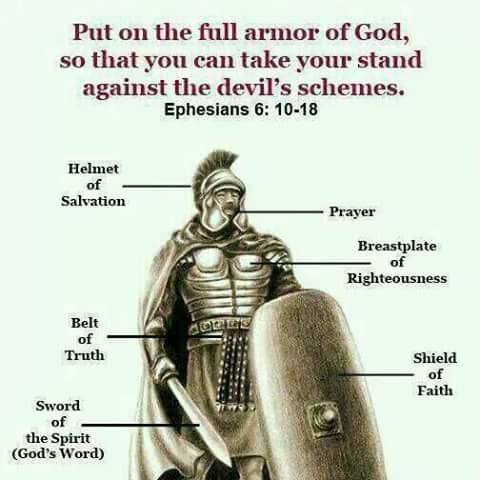 Put on the full armor of God,
so that you can take your stand
against the devil's schemes.
Ephesians 6: 10-18
Helmet
of
Salvation
Prayer
Breastplate
of
Righteousness
Belt
of
Truth
Shield
of
Faith
Sword
of
the Spirit
(God's Word)